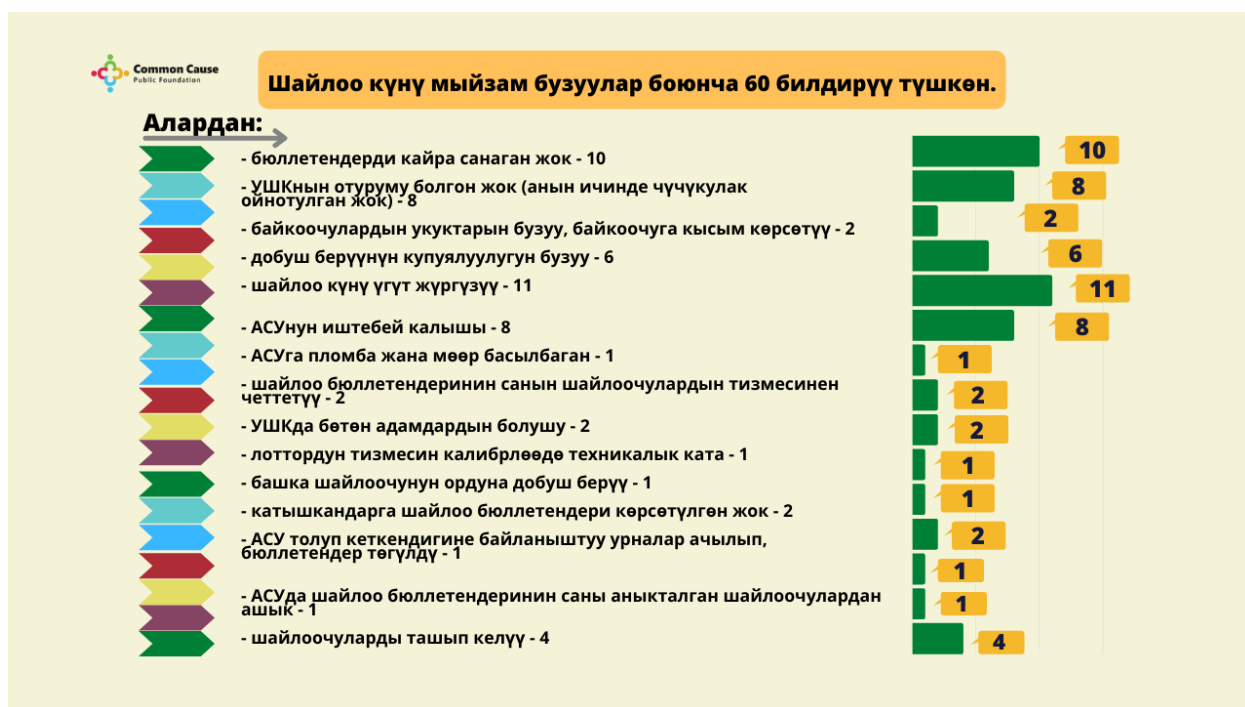 Common Cause
Public Foundation
Шайлоо күнү мыйзам бузуулар боюнча 60 билдирүү түшкөн.
Алардан:
- бюллетендерди кайра санаган жок - 10
- УШКнын отуруму болгон жок (анын ичинде чүчүкулак
ойнотулган жок) - 8
- байкоочулардын укуктарын бузуу, байкоочуга кысым көрсөтүү - 2
- добуш берүүнүн купуялуулугун бузуу - 6
- шайлоо күнү үгүт жүргүзүү - 11
- АСУнун иштебей калышы - 8
- АСУга пломба жана мөөр басылбаган - 1
- шайлоо бюллетендеринин санын шайлоочулардын тизмесинен
четтетүү - 2
- УШКда бөтөн адамдардын болушу - 2
- лоттордун тизмесин калибрлөөдө техникалык ката - 1
- башка шайлоочунун ордуна добуш берүү - 1
- катышкандарга шайлоо бюллетендери көрсөтүлгөн жок - 2
- АСУ толуп кеткендигине байланыштуу урналар ачылып,
бюллетендер төгүлдү - 1
- АСУда шайлоо бюллетендеринин саны аныкталган шайлоочулардан
ашык - 1
- шайлоочуларды ташып келүү - 4
10
8
2
6
11
8
1
2
2
1
1
2
1
1
4